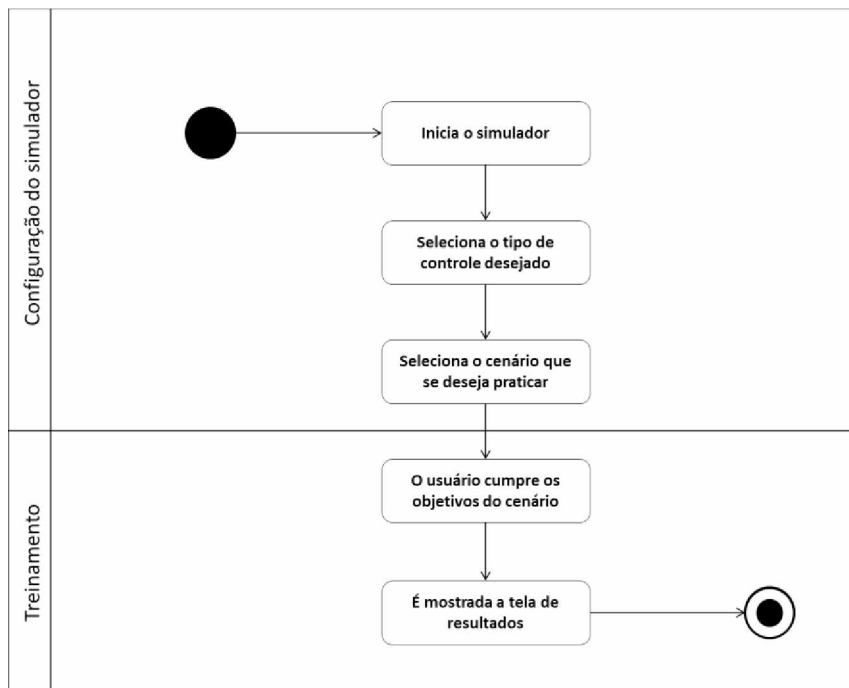 Configuração do simulador
Inicia o simulador
Seleciona o tipo de
controle desejado
Seleciona o cenário que
se deseja praticar
Treinamento
O usuário cumpre os
objetivos do cenário
É mostrada a tela de
resultados